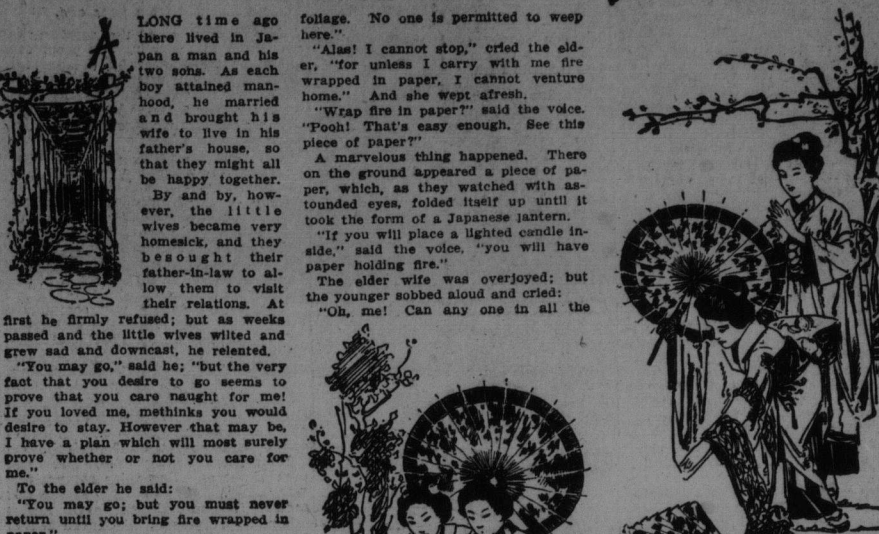 LONG time ago
there lived in Ja-
pan a man and his
two sons. As each
boy attained man-
hood, he married
and brought his
wife to live in his
father's house, so
that they might all
be happy together.
By and by, how-
ever, the little
wives became very
homesick, and they
besought their
father-in-law to al-
low them to visit
their relations. At
first he firmly refused; but as weeks
passed and the little wives wilted and
grew sad and downcast, he relented.
"You may go," said he; "but the very
fact that you desire to go seems to
prove that you care naught for me!
If you loved me, methinks you would
desire to stay. However that may be,
I have a plan which will most surely
prove whether or not you care for
me."
To the elder he said:
"You may go; but you must never
return until you bring fire wrapped in
paper."
foliage. No one is permitted to weep
here."
"Alas! I cannot stop," cried the eld-
er, "for unless I carry with me fire
wrapped in paper, I cannot venture
home." And she wept afresh.
"Wrap fire in paper?" said the voice.
"Pooh! That's easy enough. See this
piece of paper?"
A marvelous thing happened. There
on the ground appeared a piece of pa-
per, which, as they watched with as-
tounded eyes, folded itself up until it
took the form of a Japanese lantern.
"If you will place a lighted candle in-
side," said the voice, "you will have
paper holding fire."
The elder wife was overjoyed; but
the younger sobbed aloud and cried:
"Oh, me! Can any one in all the